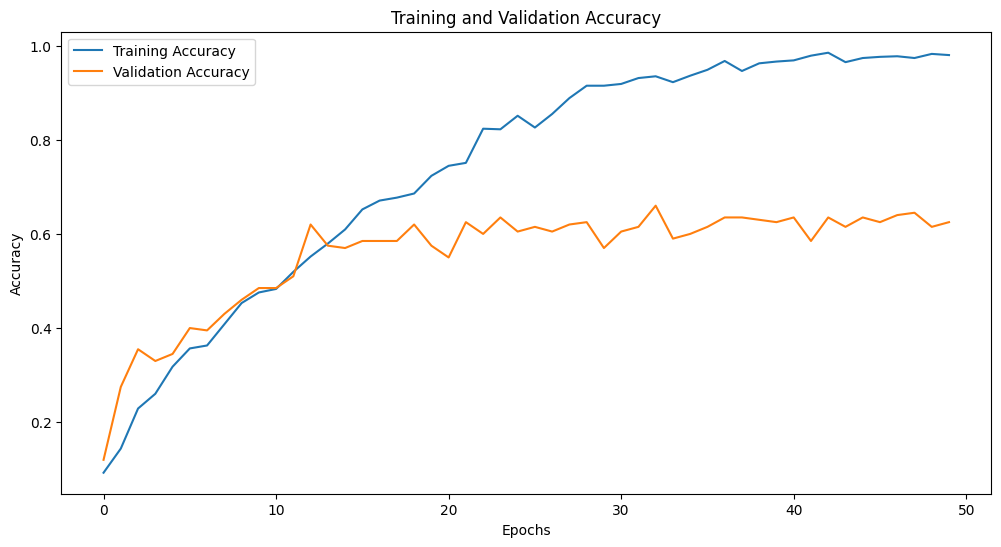 Training and Validation Accuracy
Training Accuracy
Validation Accuracy
Accuracy
1.0
0.8
0.6
0.4
0.2
0 10 20 30 40 50
Epochs